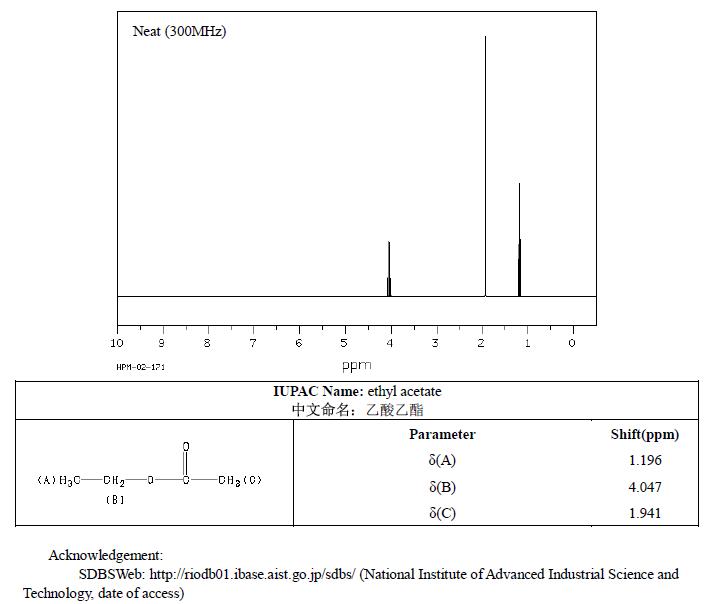 Neat (300MHz)
10 9 8 7 6 5 4 3 2 1 0
HPM-02-171
ppm
IUPAC Name: ethyl acetate
中文命名：乙酸乙酯
O
(A)H3C—CH2—O—C—CH3(C)
(B)
Parameter Shift(ppm)
δ(A) 1.196
δ(B) 4.047
δ(C) 1.941
Acknowledgement:
SDBSWeb: http://riodb01.ibase.aist.go.jp/sdbs/ (National Institute of Advanced Industrial Science and
Technology, date of access)